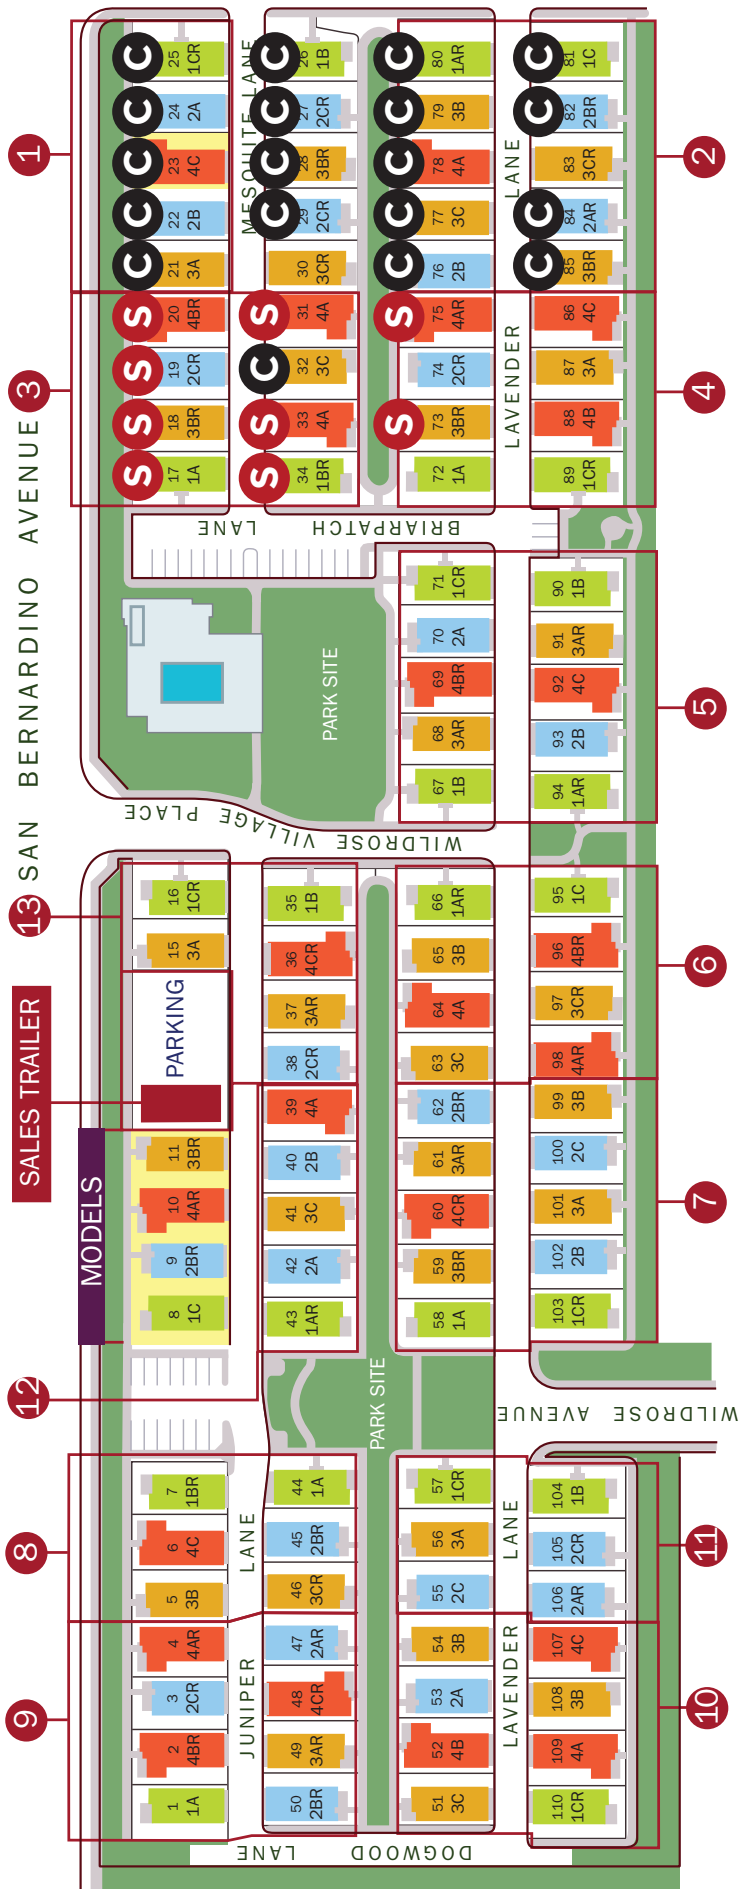 SAN BERNARDINO AVENUE
1
2
3
4
5
6
7
8
9
10
11
12
13
SALES TRAILER
MODELS
PARKING
PARK SITE
PARK SITE
MESQUITE LANE
LAVENDER LANE
BRIARPATCH LANE
WILDROSE VILLAGE PLACE
WILDROSE AVENUE
JUNIPER LANE
LAVENDER LANE
DOGWOOD LANE
C 25 1CR
C 24 2A
C 23 4C
C 22 2B
C 21 3A
S 20 4BR
S 19 2CR
S 18 3BR
S 17 1A
16 1CR
15 3A
11 3BR
10 4AR
9 2BR
8 1C
7 1BR
6 4C
5 3B
4 4AR
3 2CR
2 4BR
1 1A
C 26 1B
C 27 2CR
C 28 3BR
C 29 2CR
30 3CR
S 31 4A
C 32 3C
S 33 4A
S 34 1BR
35 1B
36 4CR
37 3AR
38 2CR
39 4A
40 2B
41 3C
42 2A
43 1AR
44 1A
45 2BR
46 3CR
47 2AR
48 4CR
49 3AR
50 2BR
C 80 1AR
C 79 3B
C 78 4A
C 77 3C
C 76 2B
S 75 4AR
74 2CR
S 73 3BR
72 1A
71 1CR
70 2A
69 4BR
68 3AR
67 1B
66 1AR
65 3B
64 4A
63 3C
62 2BR
61 3AR
60 4CR
59 3BR
58 1A
57 1CR
56 3A
55 2C
54 3B
53 2A
52 4B
51 3C
C 81 1C
C 82 2BR
83 3CR
C 84 2AR
C 85 3BR
86 4C
87 3A
88 4B
89 1CR
90 1B
91 3AR
92 4C
93 2B
94 1AR
95 1C
96 4BR
97 3CR
98 4AR
99 3B
100 2C
101 3A
102 2B
103 1CR
104 1B
105 2CR
106 2AR
107 4C
108 3B
109 4A
110 1CR